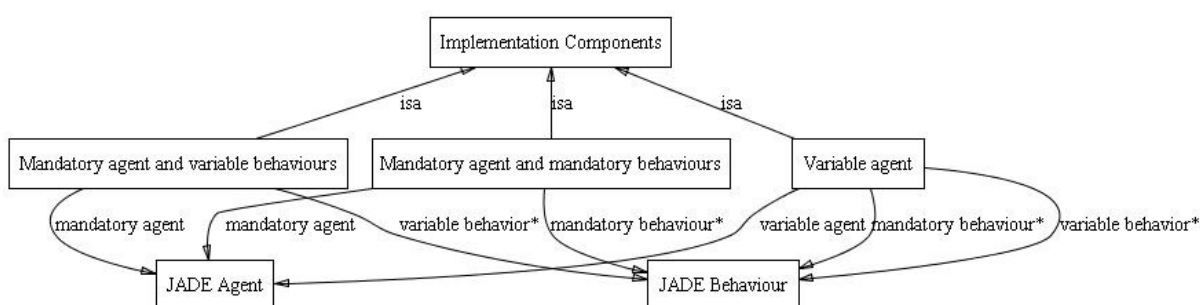 Implementation Components
isa
isa
isa
Mandatory agent and variable behaviours
Mandatory agent and mandatory behaviours
Variable agent
mandatory agent
mandatory agent
variable behavior*
mandatory behaviour*
variable agent
mandatory behaviour*
variable behavior*
JADE Agent
JADE Behaviour